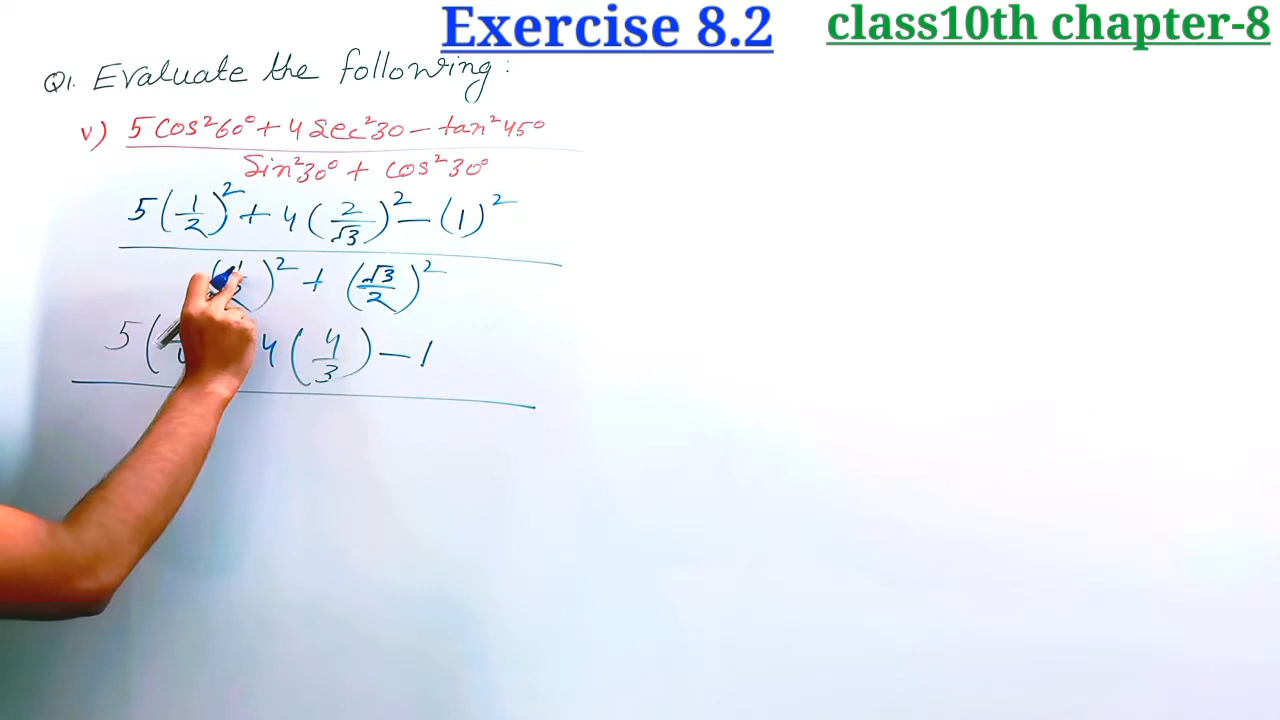 Exercise 8.2
class10th chapter-8
Q1. Evaluate the following:
v) 5 Cos²60° + 4 Sec²30 - tan²45°
Sin²30° + cos²30°
5(1/2)² + 4(2/√3)² - (1)²
)² + (√3/2)²
5( 4(4/3) - 1